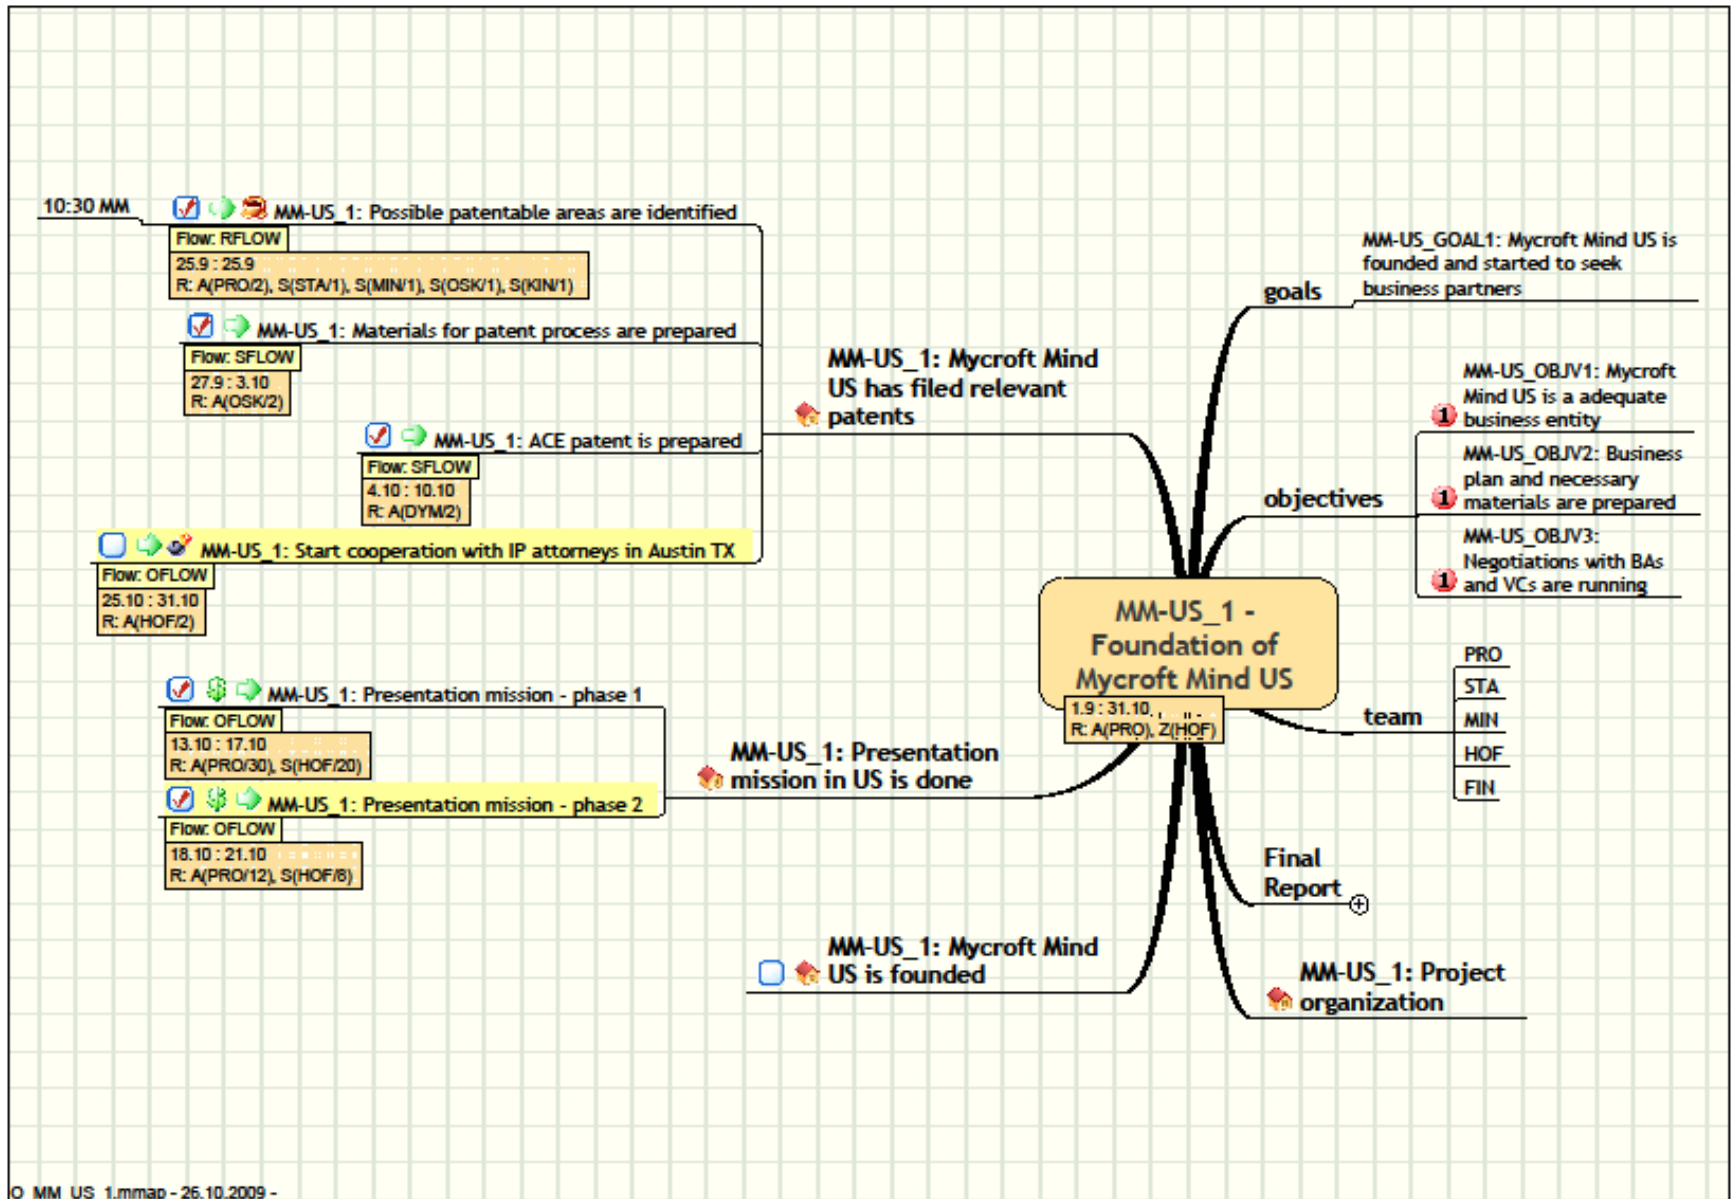 10:30 MM
MM-US_1: Possible patentable areas are identified
Flow: RFLOW
25.9 : 25.9
R: A(PRO/2), S(STA/1), S(MIN/1), S(OSK/1), S(KIN/1)
MM-US_1: Materials for patent process are prepared
Flow: SFLOW
27.9 : 3.10
R: A(OSK/2)
MM-US_1: ACE patent is prepared
Flow: SFLOW
4.10 : 10.10
R: A(DYM/2)
MM-US_1: Start cooperation with IP attorneys in Austin TX
Flow: OFLOW
25.10 : 31.10
R: A(HOF/2)
MM-US_1: Mycroft Mind
US has filed relevant
patents
MM-US_1: Presentation mission - phase 1
Flow: OFLOW
13.10 : 17.10
R: A(PRO/30), S(HOF/20)
MM-US_1: Presentation mission - phase 2
Flow: OFLOW
18.10 : 21.10
R: A(PRO/12), S(HOF/8)
MM-US_1: Presentation
mission in US is done
MM-US_1: Mycroft Mind
US is founded
MM-US_1 -
Foundation of
Mycroft Mind US
1.9 : 31.10
R: A(PRO), Z(HOF)
goals
MM-US_GOAL1: Mycroft Mind US is
founded and started to seek
business partners
objectives
MM-US_OBJV1: Mycroft
Mind US is a adequate
1 business entity
MM-US_OBJV2: Business
plan and necessary
1 materials are prepared
MM-US_OBJV3:
Negotiations with BAs
1 and VCs are running
team
PRO
STA
MIN
HOF
FIN
Final
Report
MM-US_1: Project
organization
O_MM_US_1.mmap - 26.10.2009 -